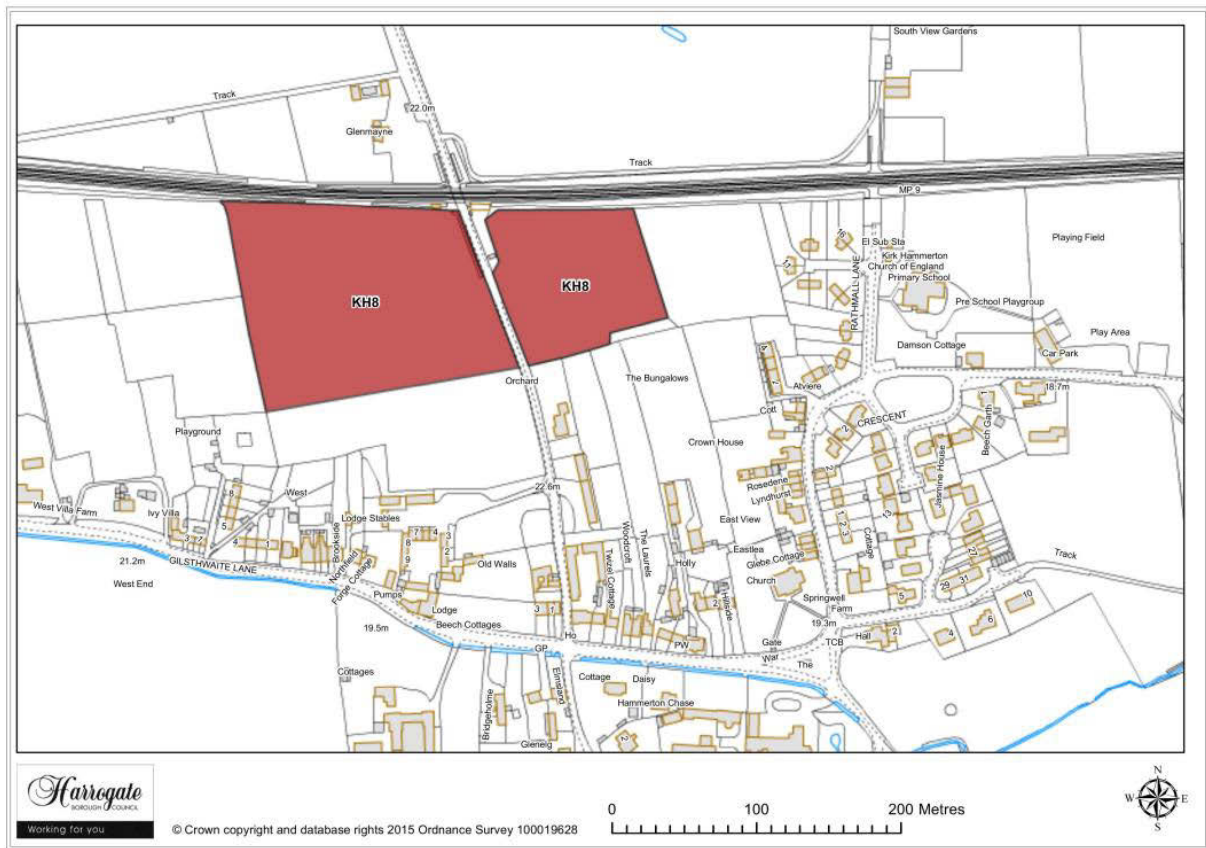 South View Gardens
Track
22.0m
Glenmayne
Track
MP 9
KH8
KH8
16
El Sub Sta
Playing Field
Kirk Hammerton
Church of England
Primary School
RATHMALL LANE
Pre School Playgroup
Play Area
Damson Cottage
Car Park
Orchard
The Bungalows
Atviere
18.7m
Cott
CRESCENT
Beech Garth
Playground
Crown House
Jasmine House
22.6m
Rosedene
Lyndhurst
West
West Villa Farm
Ivy Villa
Lodge Stables
Brookside
East View
Cottage
Northfield
Forge Cottage
Old Walls
Woodcroft
The Laurels
Twizel Cottage
Holly
Eastlea
Glebe Cottage
Track
21.2m
GILSTHWAITE LANE
West End
Church
Hillside
Springwell
Farm
Pumps
Lodge
Beech Cottages
19.5m
19.3m
TCB
Hall
GP
Ho
PW
Gate
War
The
Cottages
Bridgeholme
Elmsland
Cottage
Daisy
Hammerton Chase
Gleneig
Harrogate
BOROUGH COUNCIL
Working for you
© Crown copyright and database rights 2015 Ordnance Survey 100019628
0 100 200 Metres
N
W E
S